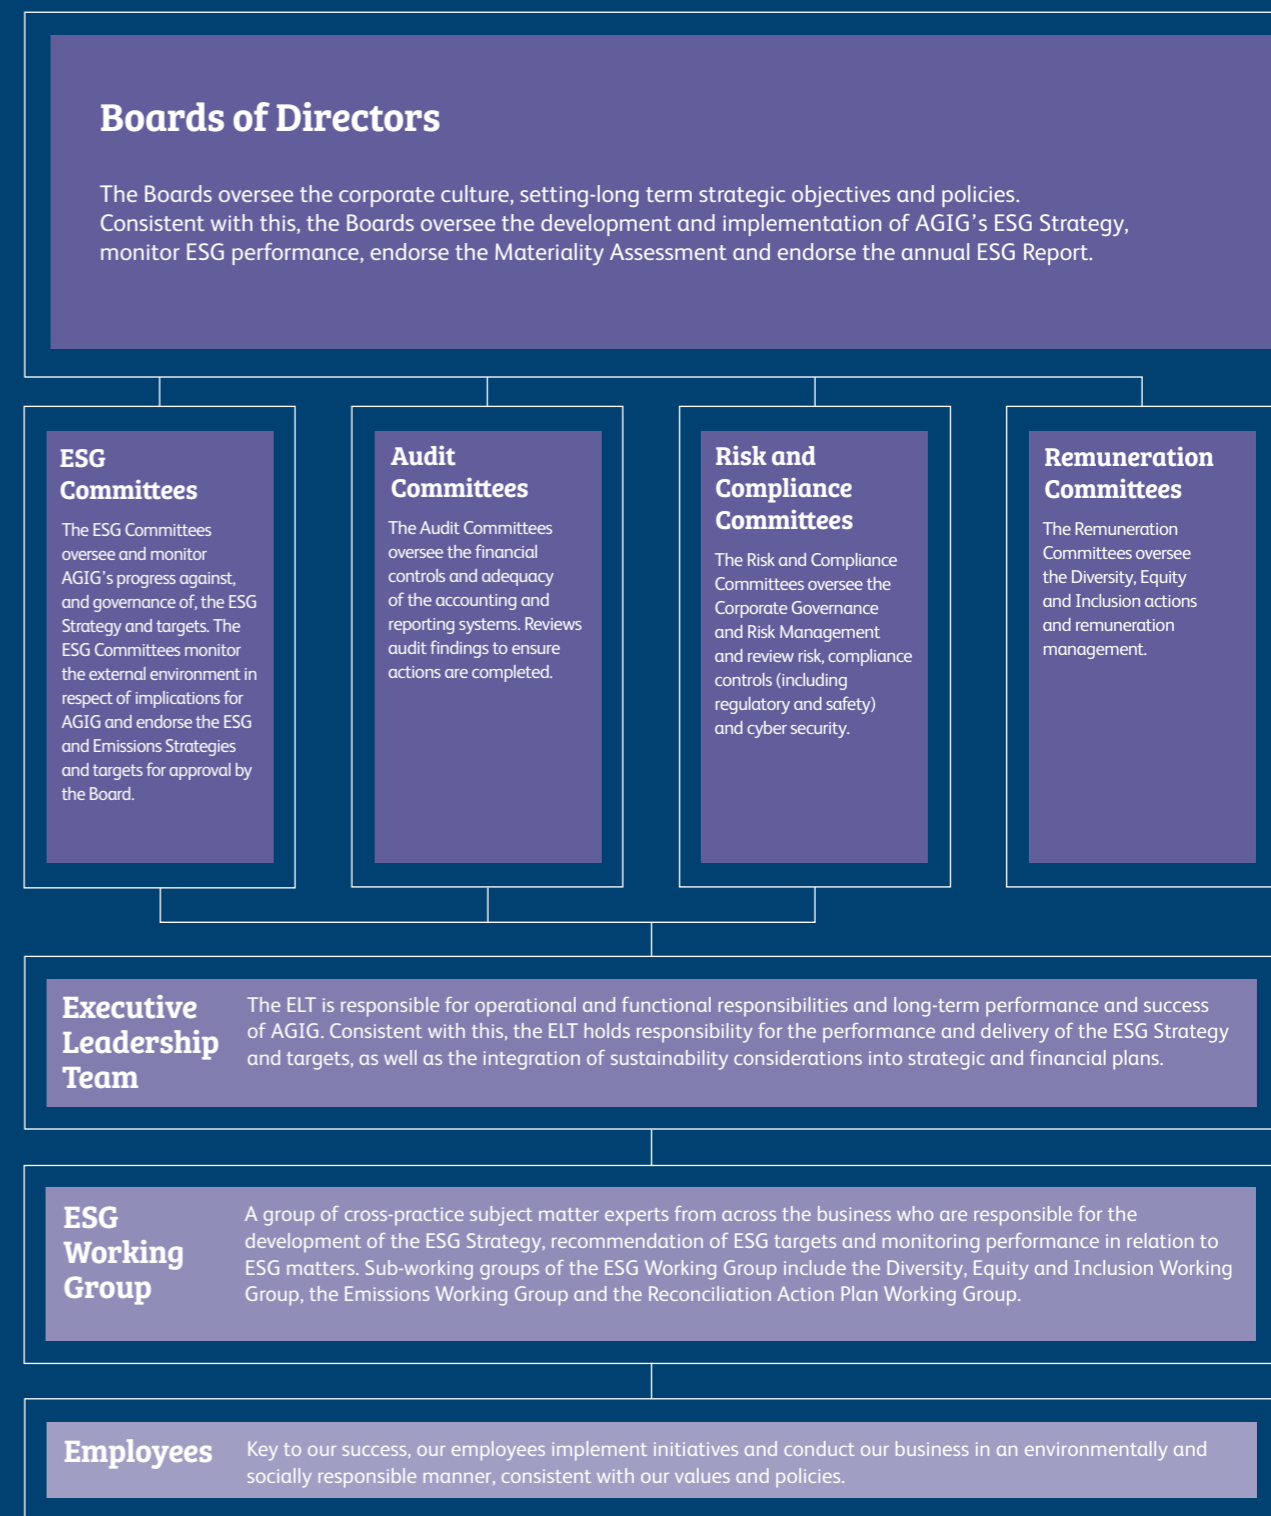 Boards of Directors
The Boards oversee the corporate culture, setting-long term strategic objectives and policies.
Consistent with this, the Boards oversee the development and implementation of AGIG's ESG Strategy,
monitor ESG performance, endorse the Materiality Assessment and endorse the annual ESG Report.
ESG
Committees
The ESG Committees
oversee and monitor
AGIG's progress against,
and governance of, the ESG
Strategy and targets. The
ESG Committees monitor
the external environment in
respect of implications for
AGIG and endorse the ESG
and Emissions Strategies
and targets for approval by
the Board.
Audit
Committees
The Audit Committees
oversee the financial
controls and adequacy
of the accounting and
reporting systems. Reviews
audit findings to ensure
actions are completed.
Risk and
Compliance
Committees
The Risk and Compliance
Committees oversee the
Corporate Governance
and Risk Management
and review risk, compliance
controls (including
regulatory and safety)
and cyber security.
Remuneration
Committees
The Remuneration
Committees oversee
the Diversity, Equity
and Inclusion actions
and remuneration
management.
Executive
Leadership
Team
The ELT is responsible for operational and functional responsibilities and long-term performance and success
of AGIG. Consistent with this, the ELT holds responsibility for the performance and delivery of the ESG Strategy
and targets, as well as the integration of sustainability considerations into strategic and financial plans.
ESG
Working
Group
A group of cross-practice subject matter experts from across the business who are responsible for the
development of the ESG Strategy, recommendation of ESG targets and monitoring performance in relation to
ESG matters. Sub-working groups of the ESG Working Group include the Diversity, Equity and Inclusion Working
Group, the Emissions Working Group and the Reconciliation Action Plan Working Group.
Employees
Key to our success, our employees implement initiatives and conduct our business in an environmentally and
socially responsible manner, consistent with our values and policies.